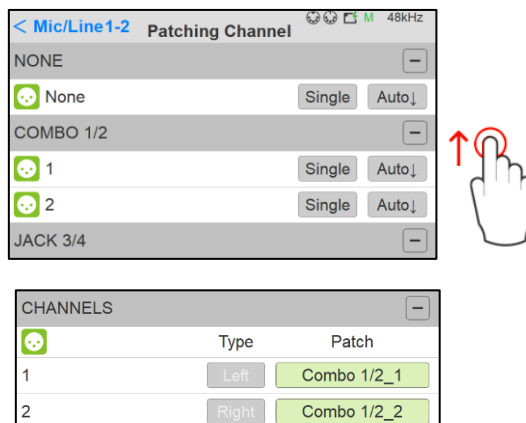 < Mic/Line1-2 Patching Channel M 48kHz
NONE
None Single Auto↓
COMBO 1/2
1 Single Auto↓
2 Single Auto↓
JACK 3/4
CHANNELS
Type Patch
1 Left Combo 1/2_1
2 Right Combo 1/2_2